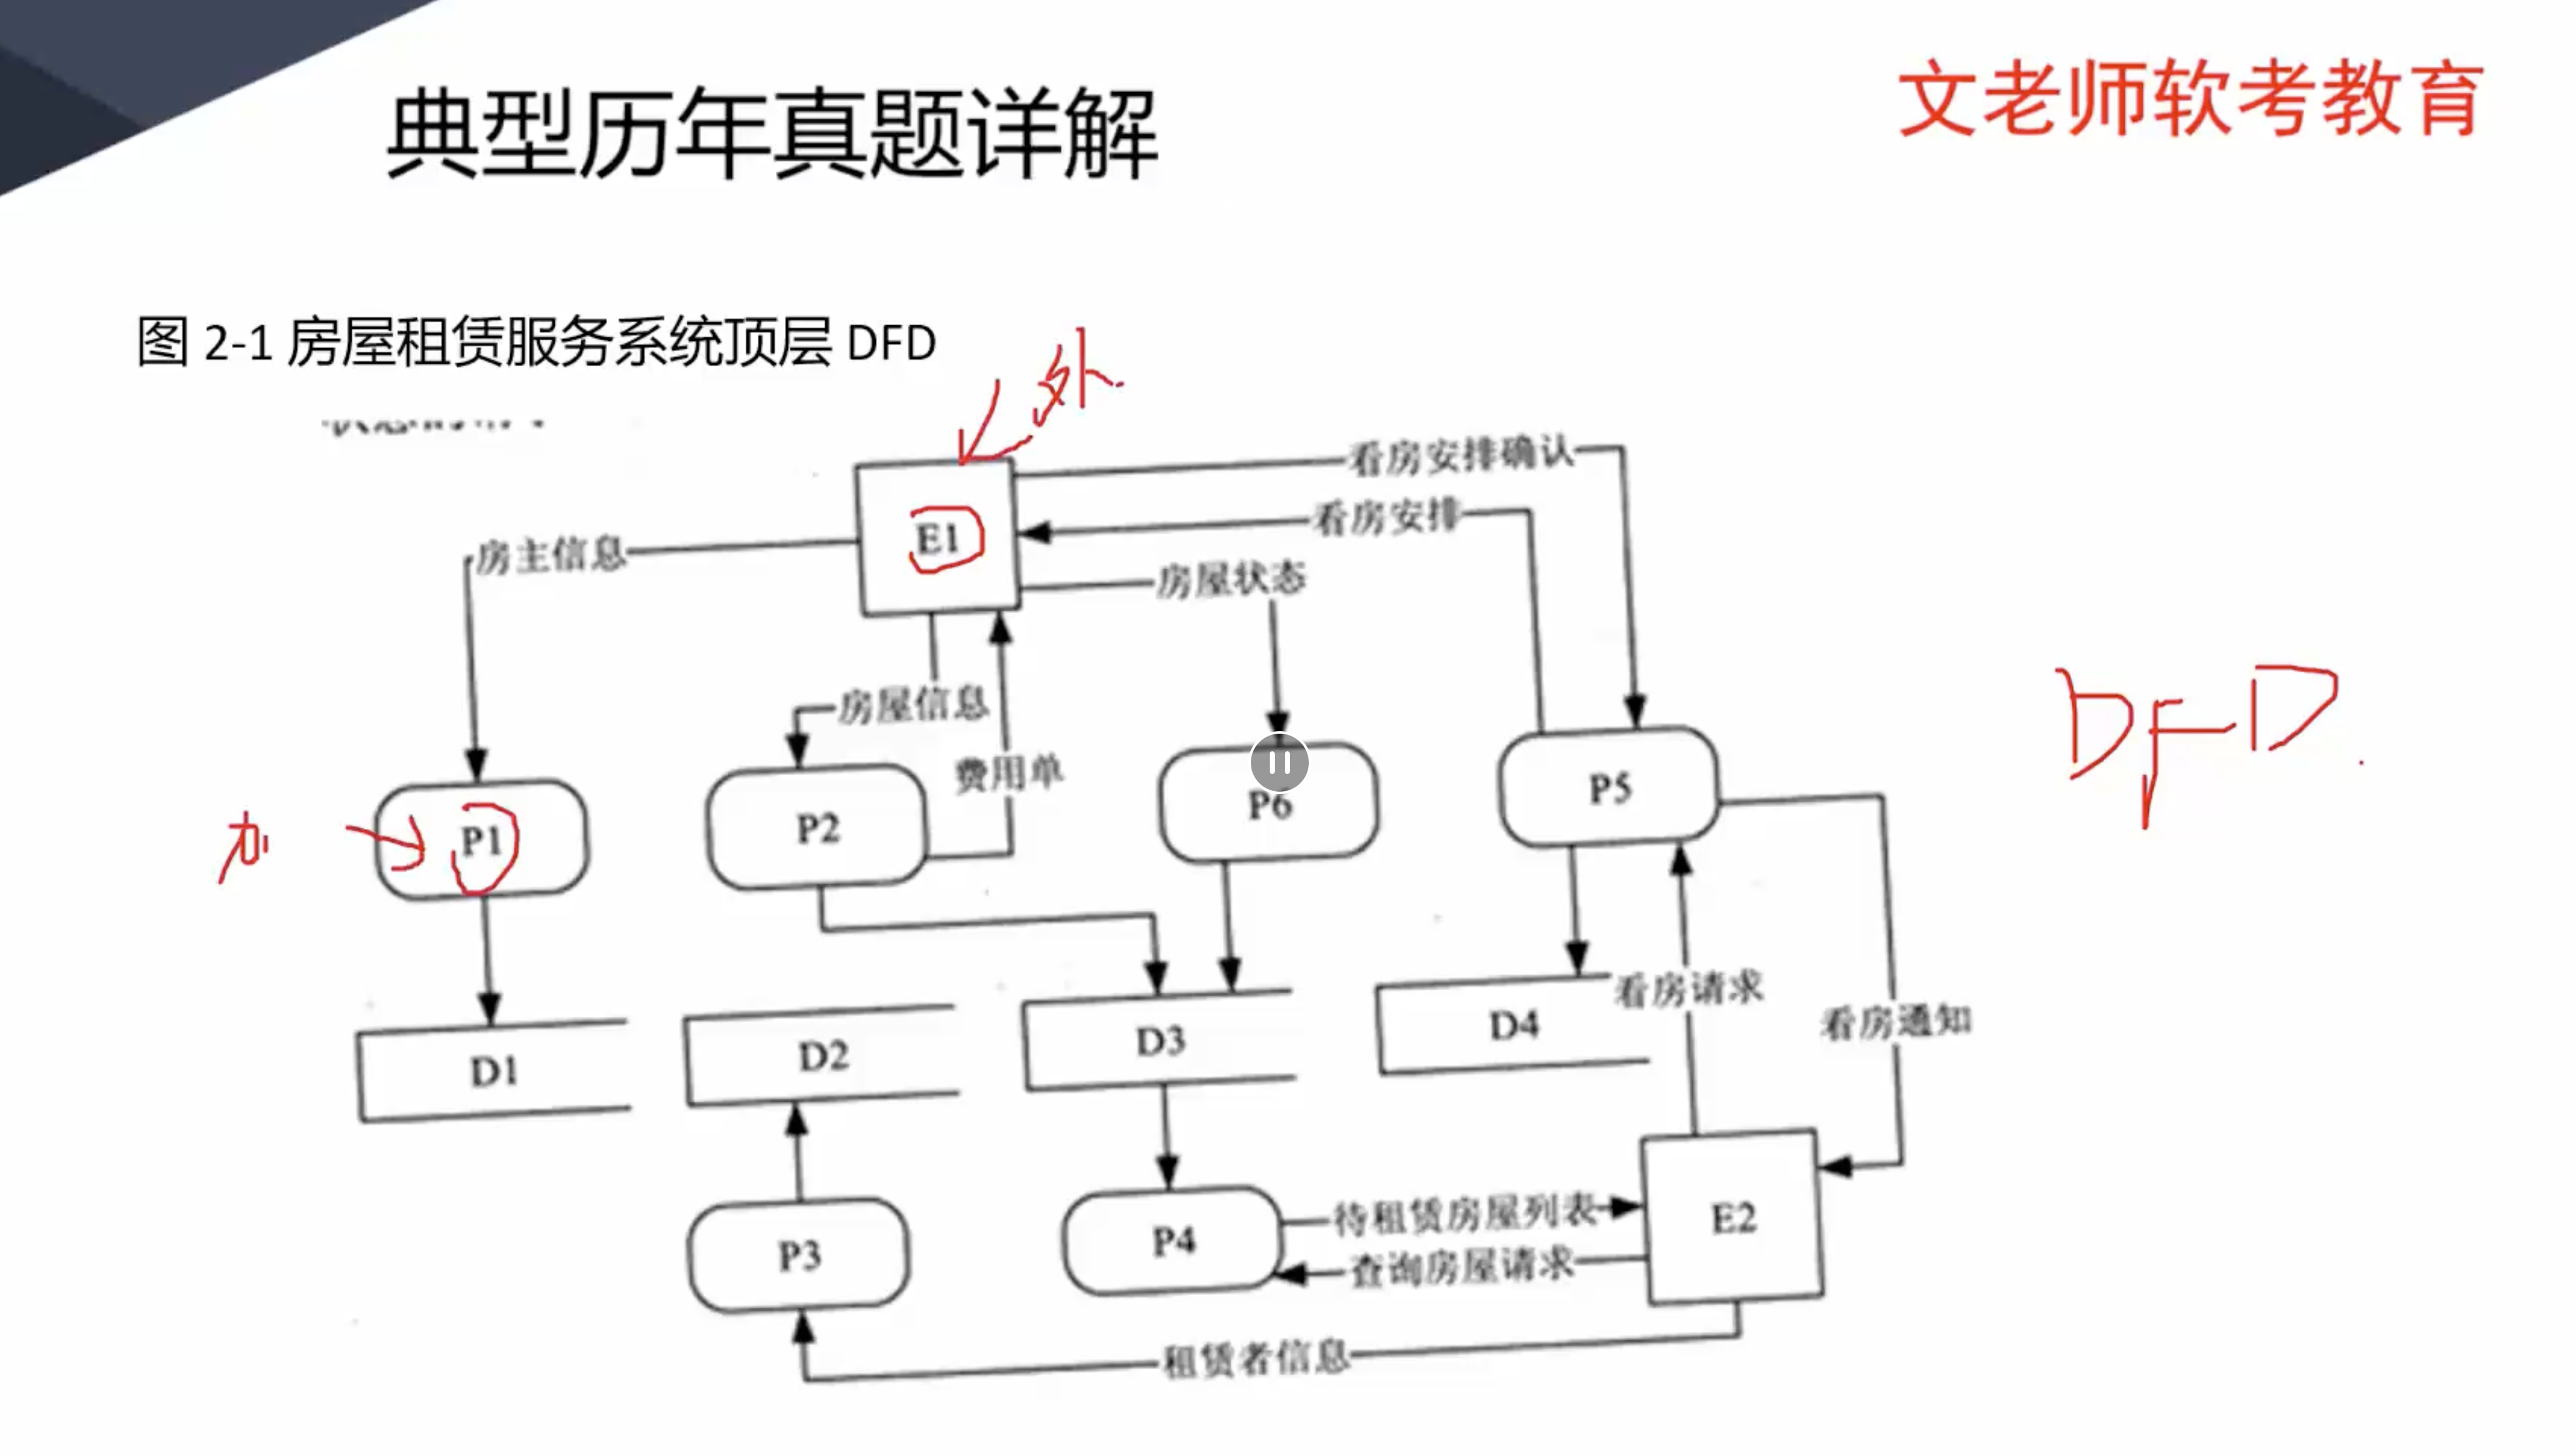 典型历年真题详解
文老师软考教育
图 2-1 房屋租赁服务系统顶层 DFD
外
看房安排确认
E1
看房安排
房主信息
房屋状态
房屋信息
DFD.
费用单
P5
P6
P2
P1
加
看房请求
看房通知
D4
D3
D2
D1
待租赁房屋列表
E2
P4
P3
查询房屋请求
租赁者信息